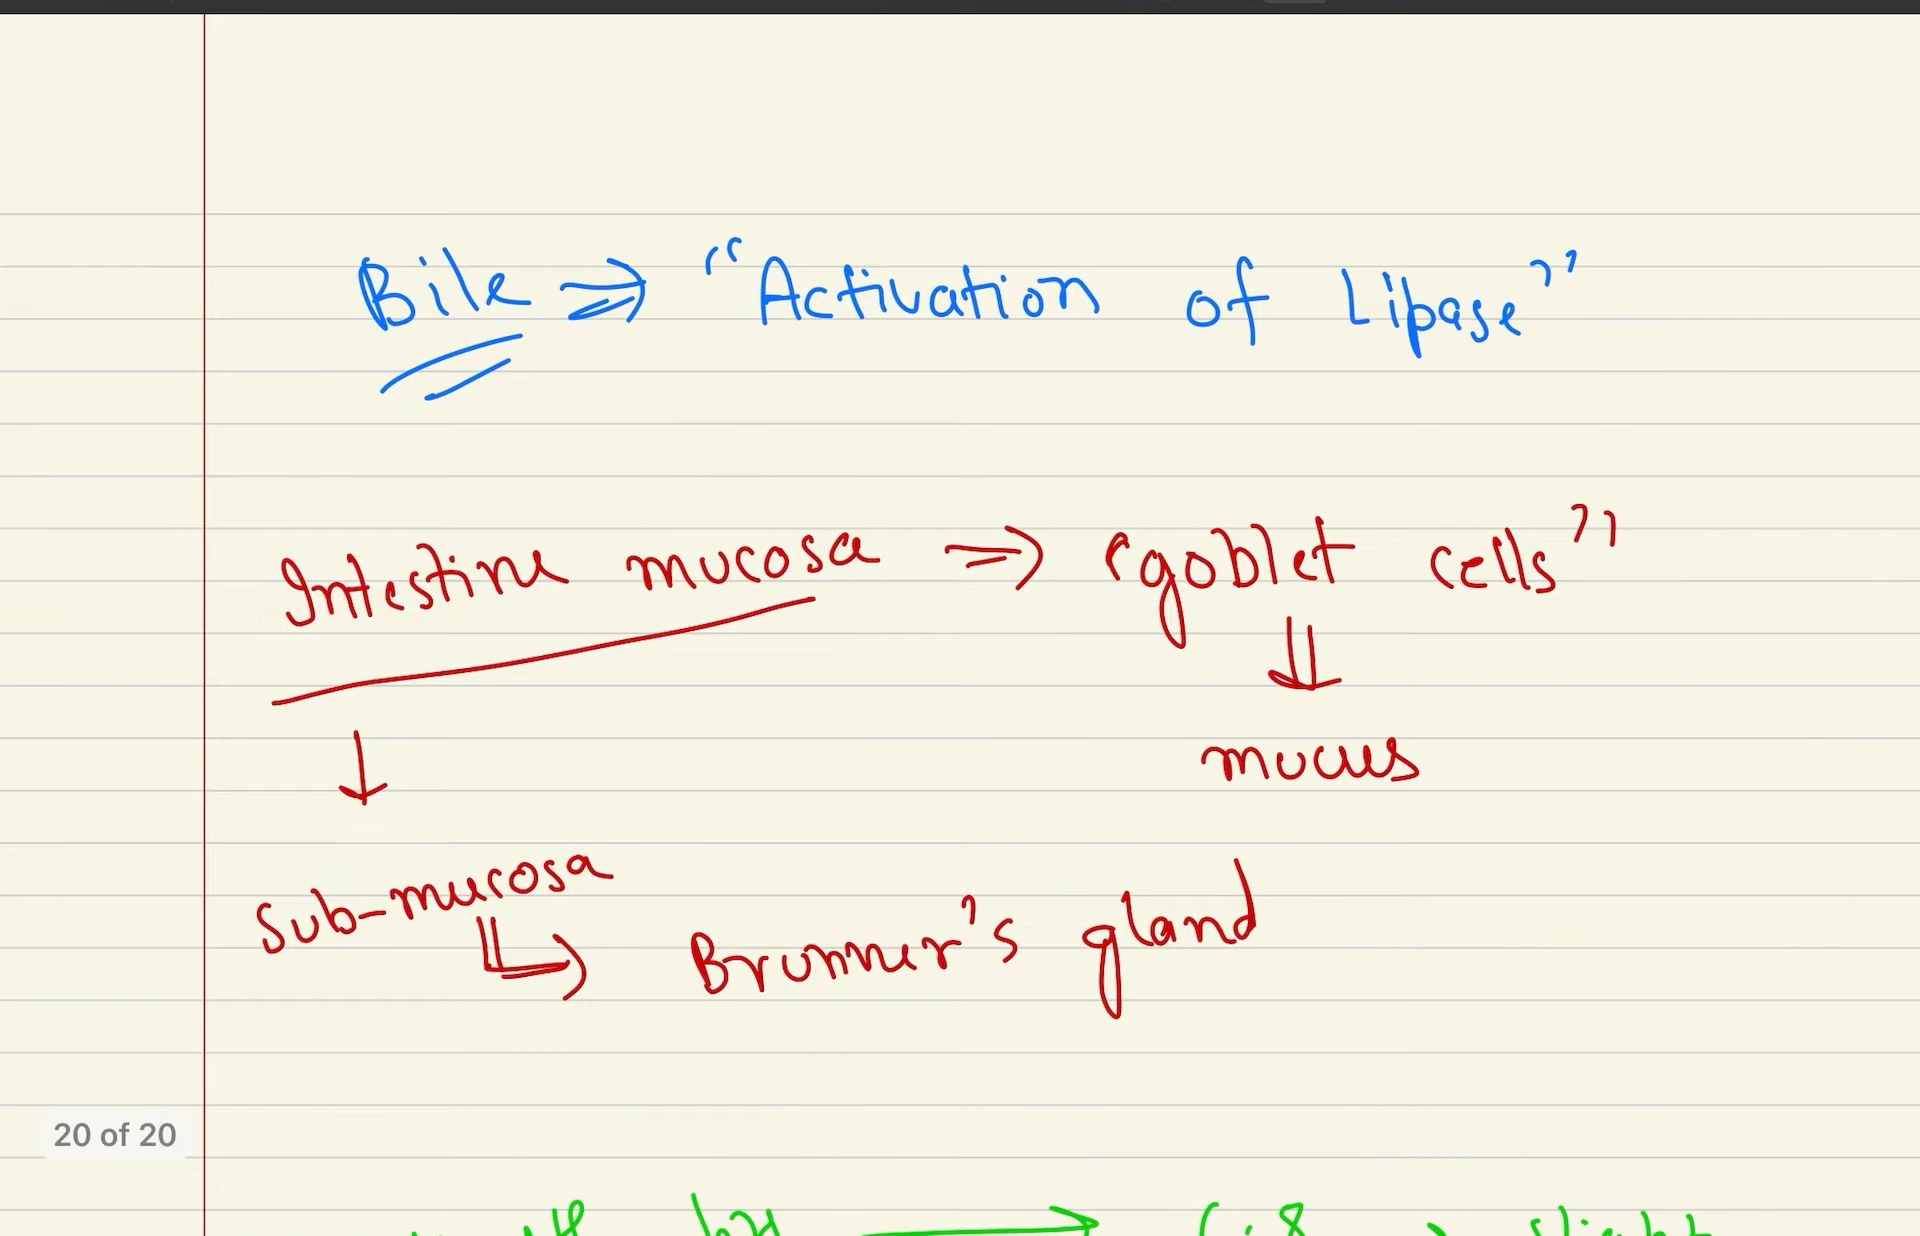 Bile ⇒ "Activation of Lipase"
Intestine mucosa ⇒ "goblet cells"
⇓
mucus
↓
Sub-mucosa
⇒ Brunner's gland
20 of 20